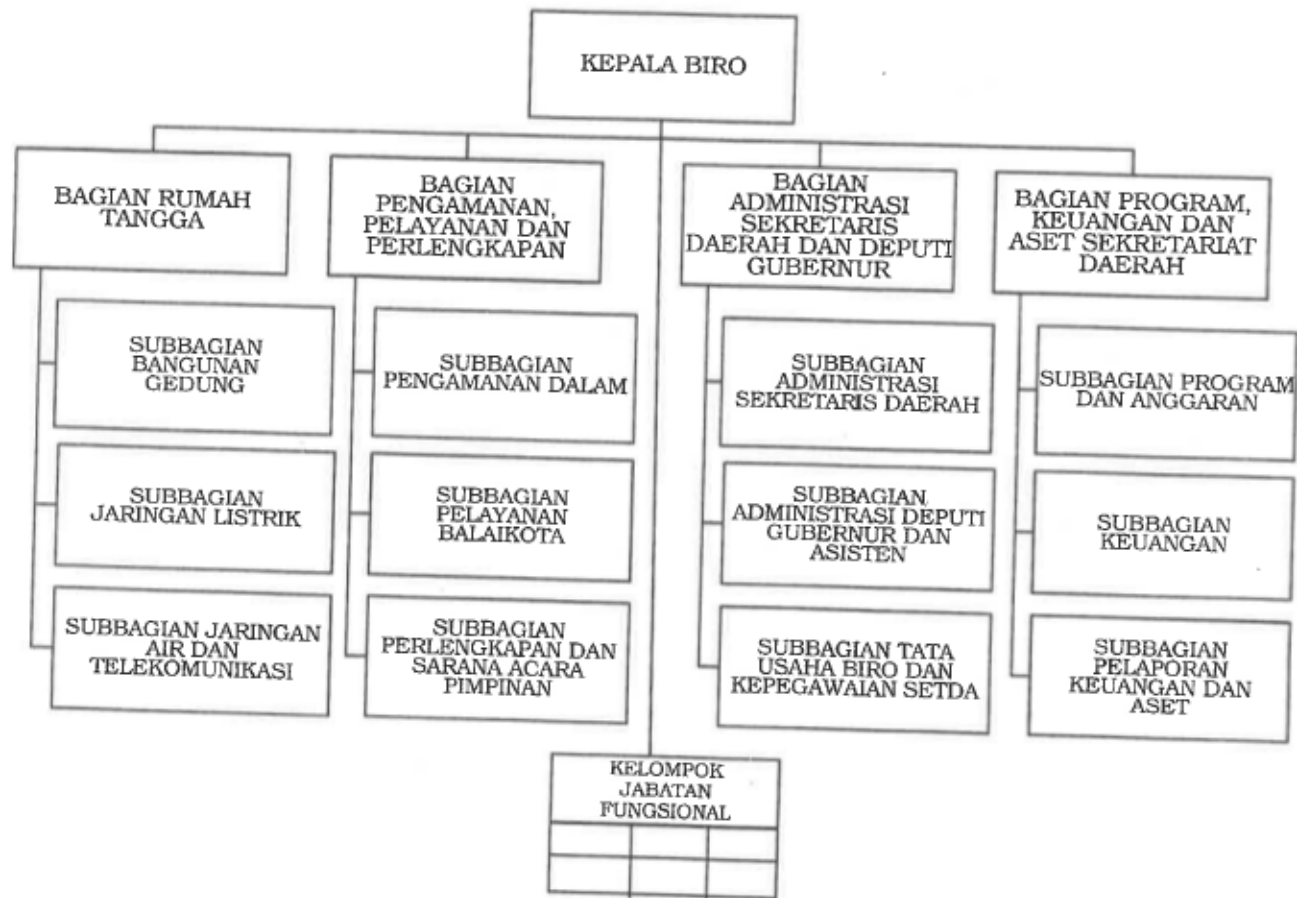 KEPALA BIRO
BAGIAN RUMAH
TANGGA
BAGIAN
PENGAMANAN,
PELAYANAN DAN
PERLENGKAPAN
BAGIAN
ADMINISTRASI
SEKRETARIS
DAERAH DAN DEPUTI
GUBERNUR
BAGIAN PROGRAM,
KEUANGAN DAN
ASET SEKRETARIAT
DAERAH
SUBBAGIAN
BANGUNAN
GEDUNG
SUBBAGIAN
PENGAMANAN DALAM
SUBBAGIAN
ADMINISTRASI
SEKRETARIS DAERAH
SUBBAGIAN PROGRAM
DAN ANGGARAN
SUBBAGIAN
JARINGAN LISTRIK
SUBBAGIAN
PELAYANAN
BALAIKOTA
SUBBAGIAN
ADMINISTRASI DEPUTI
GUBERNUR DAN
ASISTEN
SUBBAGIAN
KEUANGAN
SUBBAGIAN JARINGAN
AIR DAN
TELEKOMUNIKASI
SUBBAGIAN
PERLENGKAPAN DAN
SARANA ACARA
PIMPINAN
SUBBAGIAN TATA
USAHA BIRO DAN
KEPEGAWAIAN SETDA
SUBBAGIAN
PELAPORAN
KEUANGAN DAN
ASET
KELOMPOK
JABATAN
FUNGSIONAL